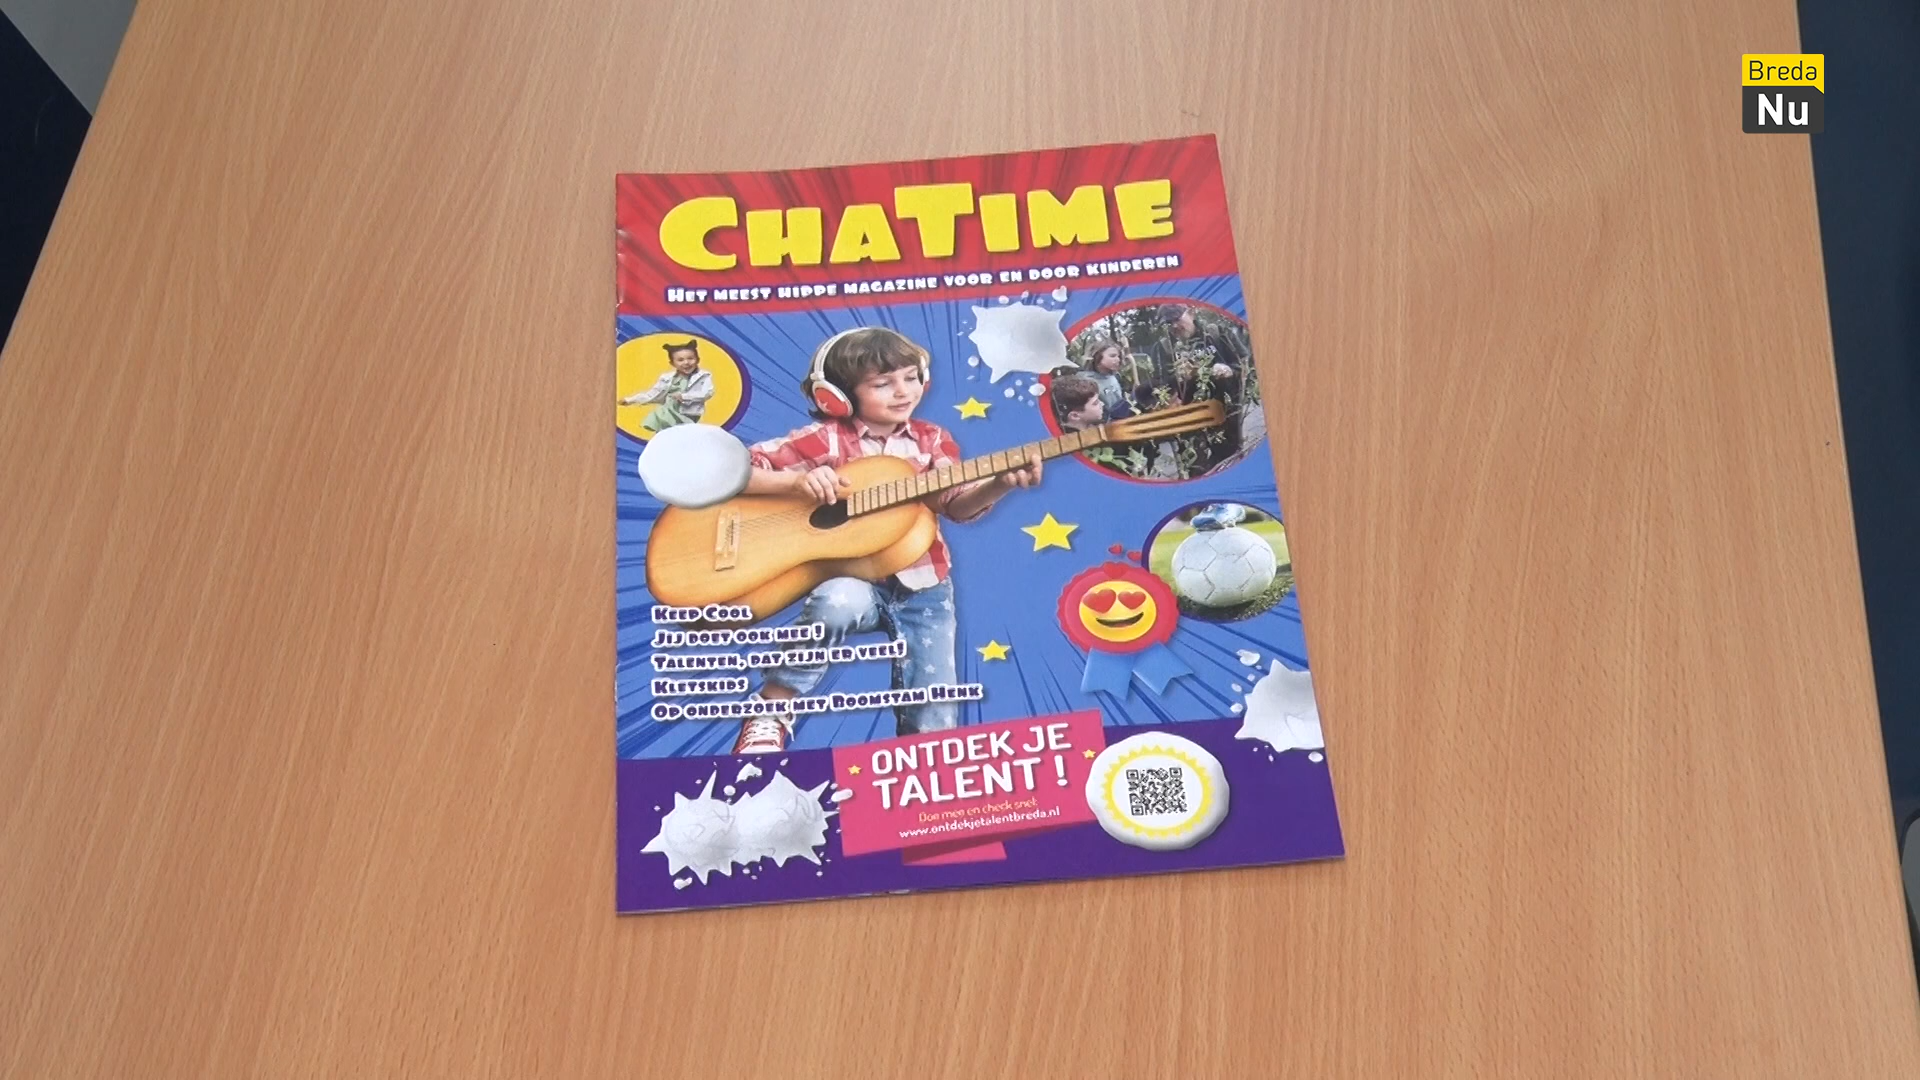 Breda
Nu
CHATIME
HET MEEST HIPPE MAGAZINE VOOR EN DOOR KINDEREN
KEEP COOL
JIJ DOET OOK MEE!
TALENTEN, DAT ZIJN ER VEEL!
KLETSKIDS
OP ONDERZOEK MET BOOMSTAM HENK
ONTDEK JE
TALENT!
Doe mee en check snel:
www.ontdekjetalentbreda.nl